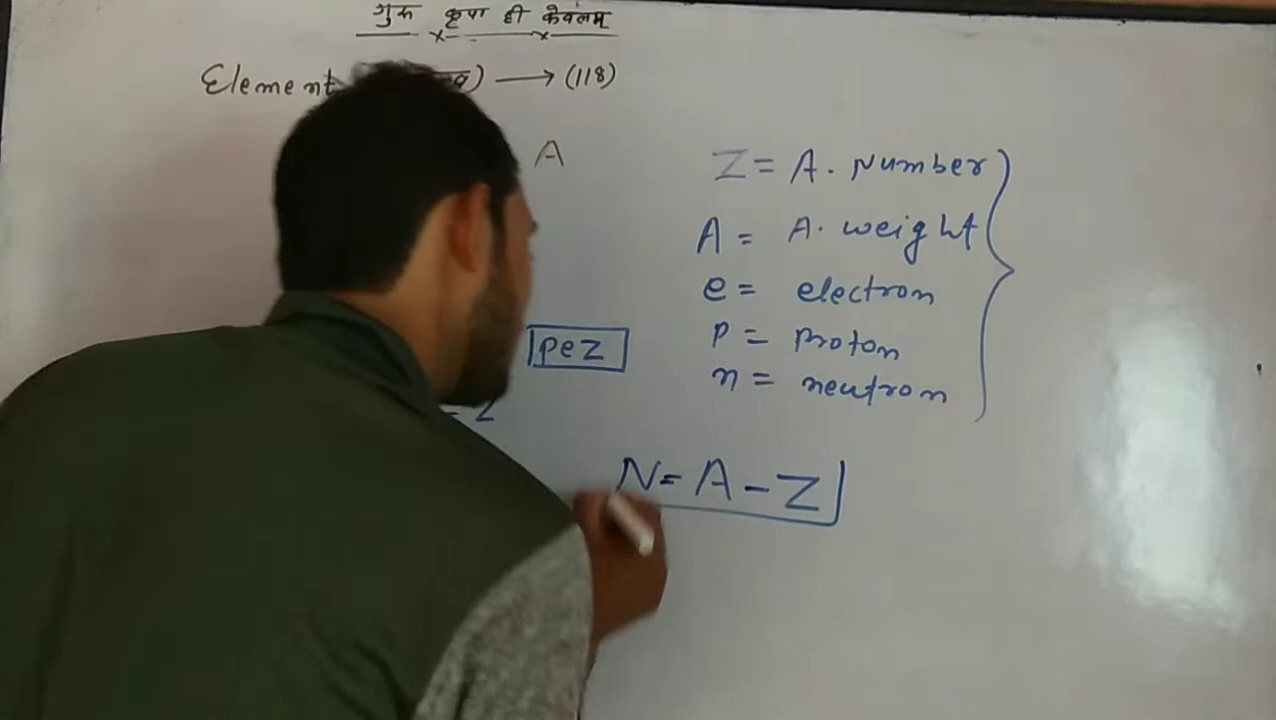 गुरू कृपा ही केवलम
Element → (118)
A
Z = A. Number
A = A. weight
e = electron
p = proton
n = neutron
pez
- Z
N = A - Z